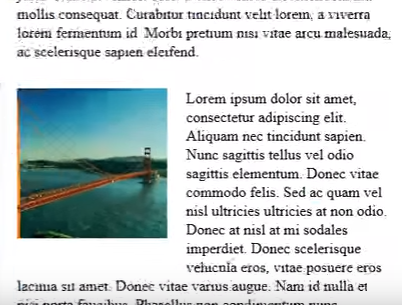 mollis consequat. Curabitur tincidunt velit lorem, a viverra
lorem fermentum id. Morbi pretium nisi vitae arcu malesuada,
ac scelerisque sapien eleifend.
Lorem ipsum dolor sit amet,
consectetur adipiscing elit.
Aliquam nec tincidunt sapien.
Nunc sagittis tellus vel odio
sagittis elementum. Donec vitae
commodo felis. Sed ac quam vel
nisl ultricies ultricies at non odio.
Donec at nisl at mi sodales
imperdiet. Donec scelerisque
vehicula eros, vitae posuere eros
lacinia sit amet. Donec vitae varius augue. Nam id nulla et